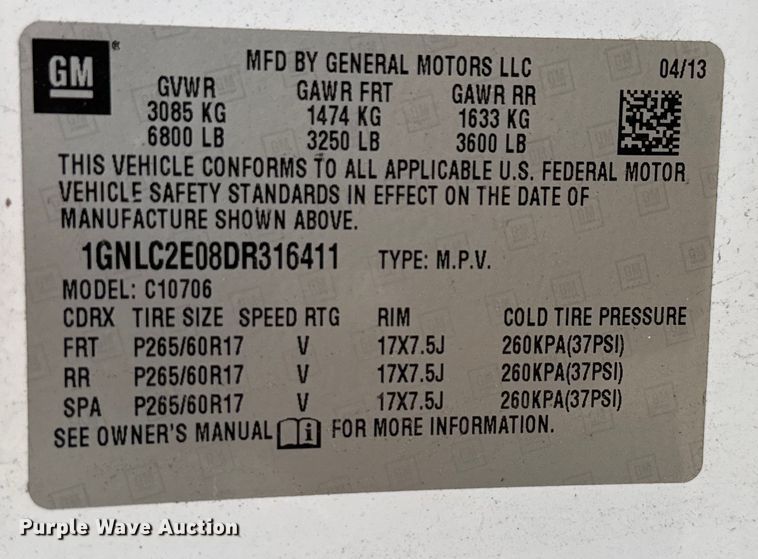 GM®
MFD BY GENERAL MOTORS LLC 04/13
GVWR GAWR FRT GAWR RR
3085 KG 1474 KG 1633 KG
6800 LB 3250 LB 3600 LB
THIS VEHICLE CONFORMS TO ALL APPLICABLE U.S. FEDERAL MOTOR
VEHICLE SAFETY STANDARDS IN EFFECT ON THE DATE OF
MANUFACTURE SHOWN ABOVE.
1GNLC2E08DR316411 TYPE: M.P.V.
MODEL: C10706
CDRX TIRE SIZE SPEED RTG RIM COLD TIRE PRESSURE
FRT P265/60R17 V 17X7.5J 260KPA(37PSI)
RR P265/60R17 V 17X7.5J 260KPA(37PSI)
SPA P265/60R17 V 17X7.5J 260KPA(37PSI)
SEE OWNER'S MANUAL i FOR MORE INFORMATION.
Purple Wave Auction